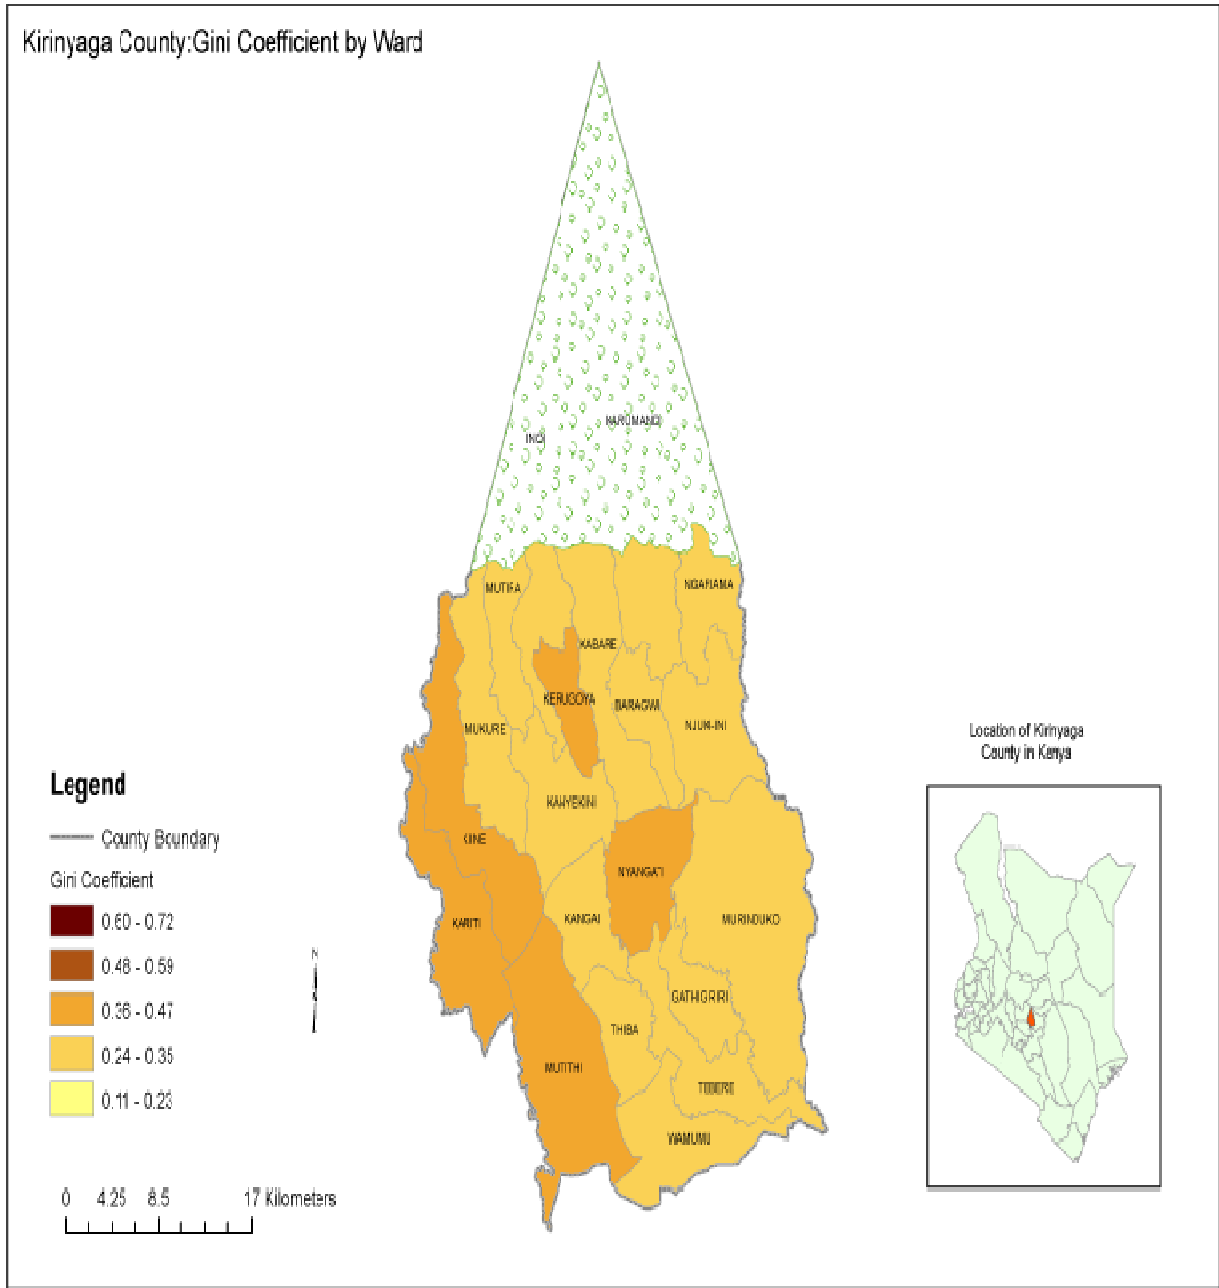 Kirinyaga County:Gini Coefficient by Ward
KARUMANDI
INOI
MUTIRA
NGARIAMA
KABARE
KERUGOYA
BARAGWI
MUKURE
NJUKI-INI
KANYEKINI
KIINE
NYANGATI
KARITI
KANGAI
MURINDUKO
GATHIGIRIRI
THIBA
MUTITHI
TEBERE
WAMUMU
Location of Kirinyaga
County in Kenya
Legend
County Boundary
Gini Coefficient
0.60 - 0.72
0.48 - 0.59
0.36 - 0.47
0.24 - 0.35
0.11 - 0.23
N
0 4.25 8.5 17 Kilometers